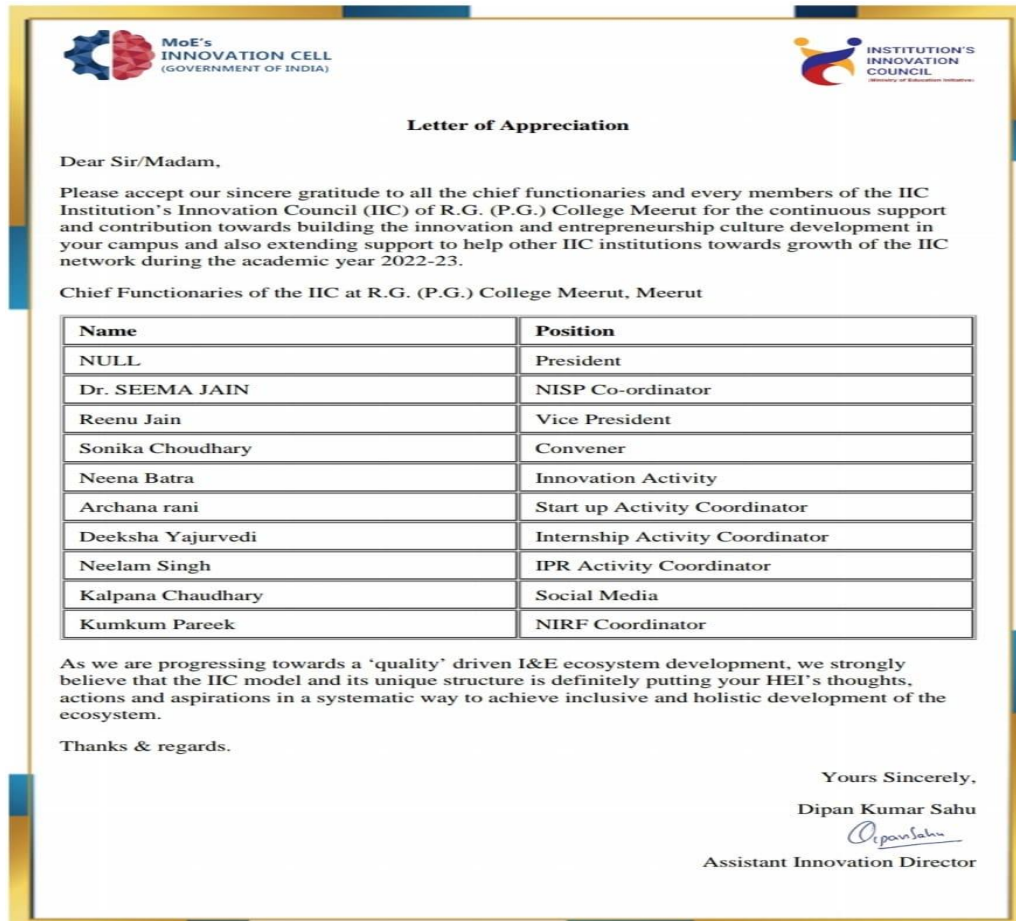 MoE's
INNOVATION CELL
(GOVERNMENT OF INDIA)
INSTITUTION'S
INNOVATION
COUNCIL
(Ministry of Education Initiative)
Letter of Appreciation
Dear Sir/Madam,
Please accept our sincere gratitude to all the chief functionaries and every members of the IIC
Institution's Innovation Council (IIC) of R.G. (P.G.) College Meerut for the continuous support
and contribution towards building the innovation and entrepreneurship culture development in
your campus and also extending support to help other IIC institutions towards growth of the IIC
network during the academic year 2022-23.
Chief Functionaries of the IIC at R.G. (P.G.) College Meerut, Meerut
Name Position
NULL President
Dr. SEEMA JAIN NISP Co-ordinator
Reenu Jain Vice President
Sonika Choudhary Convener
Neena Batra Innovation Activity
Archana rani Start up Activity Coordinator
Deeksha Yajurvedi Internship Activity Coordinator
Neelam Singh IPR Activity Coordinator
Kalpana Chaudhary Social Media
Kumkum Pareek NIRF Coordinator
As we are progressing towards a ‘quality’ driven I&E ecosystem development, we strongly
believe that the IIC model and its unique structure is definitely putting your HEI's thoughts,
actions and aspirations in a systematic way to achieve inclusive and holistic development of the
ecosystem.
Thanks & regards.
Yours Sincerely,
Dipan Kumar Sahu
DipanSahu
Assistant Innovation Director